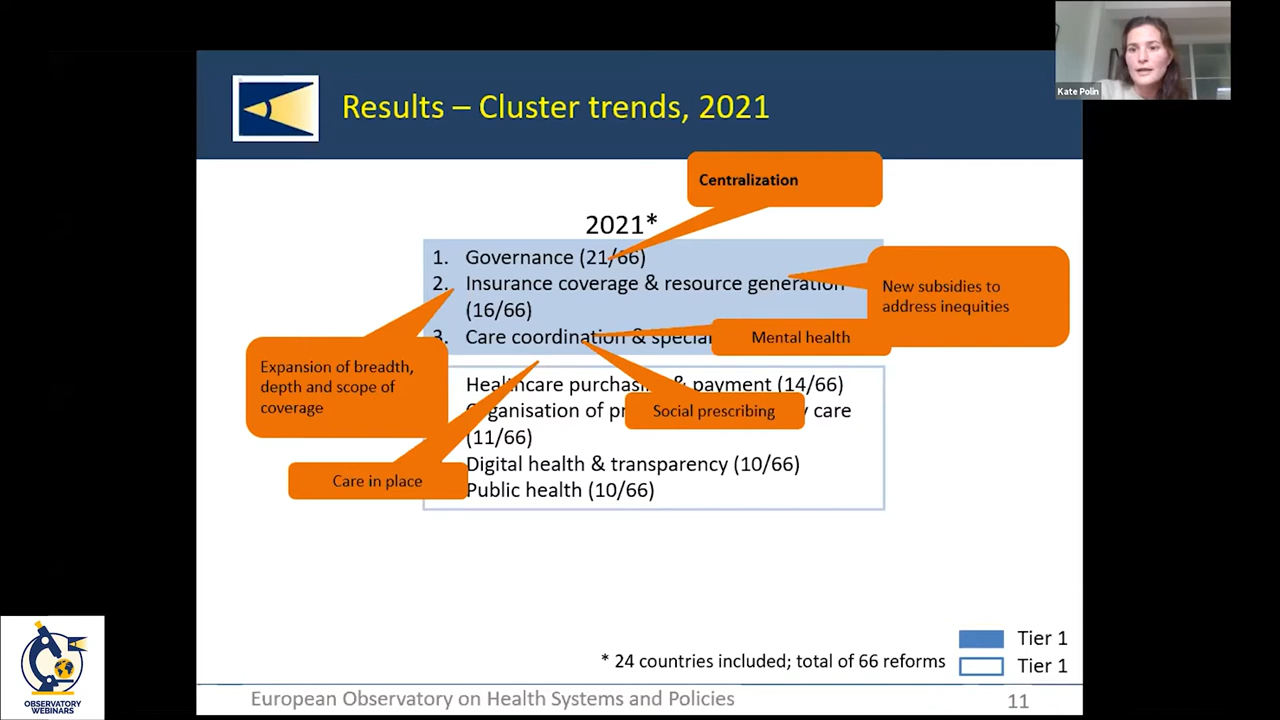 Kate Polin
Results – Cluster trends, 2021
Centralization
2021*
1. Governance (21/66)
2. Insurance coverage & resource generation
(16/66)
3. Care coordination &
New subsidies to
address inequities
Mental health
Expansion of breadth,
depth and scope of
coverage
Healthcare purchasing & payment (14/66)
Organisation of care
(11/66)
Social prescribing
Digital health & transparency (10/66)
Care in place
Public health (10/66)
Tier 1
* 24 countries included; total of 66 reforms
Tier 1
European Observatory on Health Systems and Policies
11
OBSERVATORY
WEBINARS